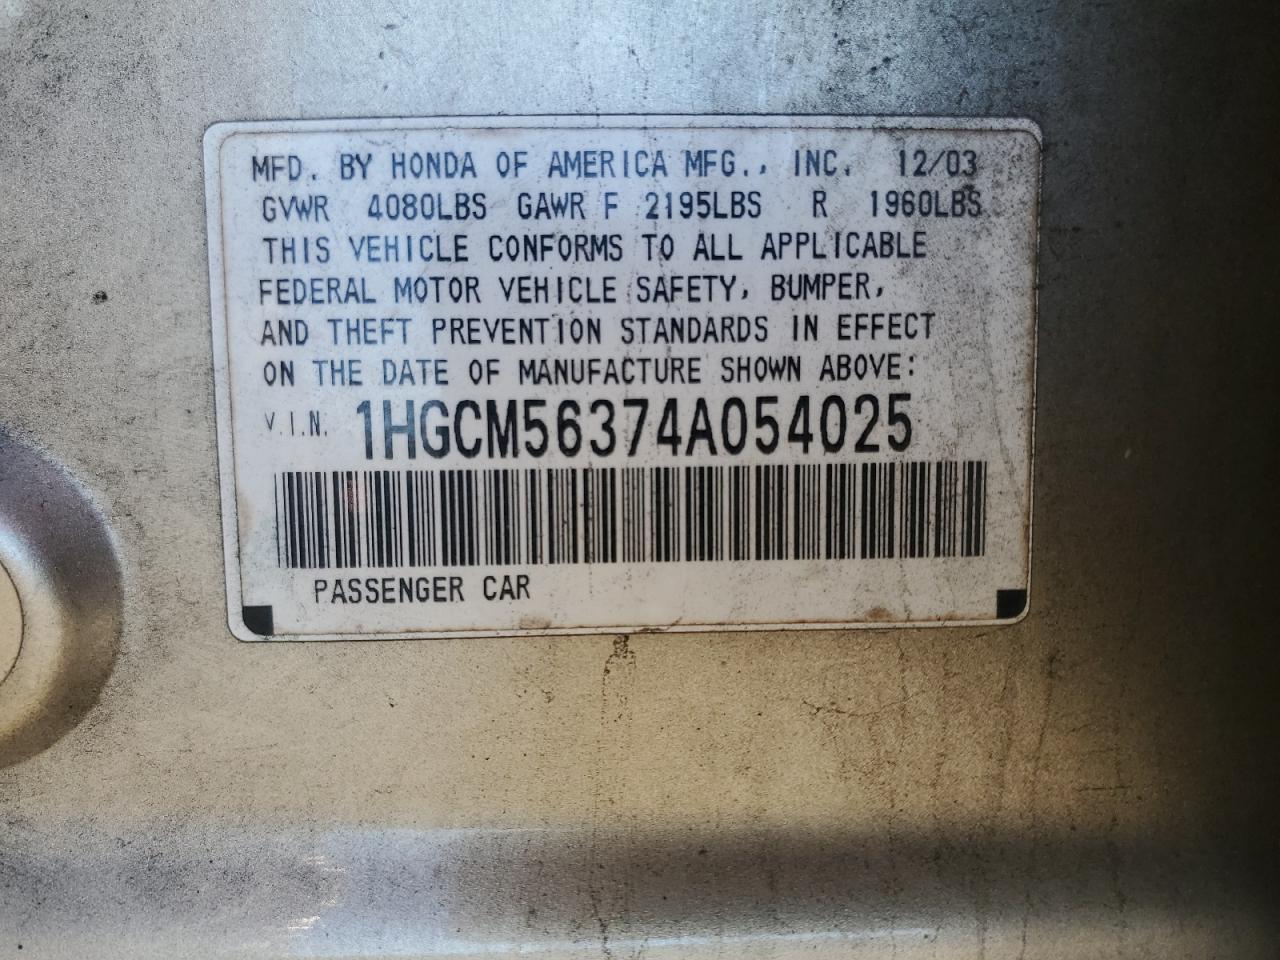 MFD. BY HONDA OF AMERICA MFG., INC. 12/03
GVWR 4080LBS GAWR F 2195LBS R 1960LBS
THIS VEHICLE CONFORMS TO ALL APPLICABLE
FEDERAL MOTOR VEHICLE SAFETY, BUMPER,
AND THEFT PREVENTION STANDARDS IN EFFECT
ON THE DATE OF MANUFACTURE SHOWN ABOVE:
V.I.N. 1HGCM56374A054025
PASSENGER CAR